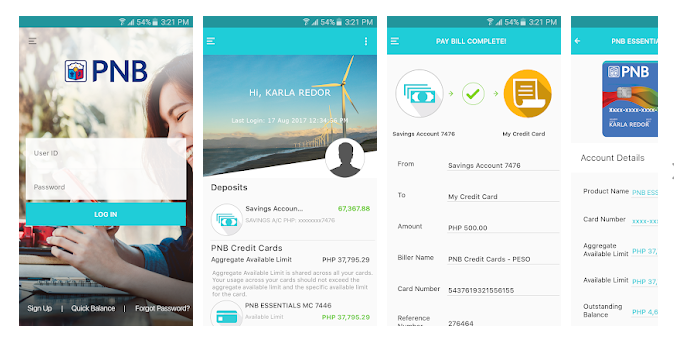 54% 3:21 PM
PNB
User ID
Password
LOG IN
Sign Up | Quick Balance | Forgot Password?
54% 3:21 PM
Hi, KARLA REDOR
Last Login: 17 Aug 2017 12:34:56 PM
Deposits
Savings Accoun... 67,367.88
SAVINGS A/C PHP: xxxxxxxx7476
PNB Credit Cards
Aggregate Available Limit PHP 37,795.29
Aggregate Available Limit is shared across all your cards.
Your usage across your cards should not exceed the
aggregate available limit and the specific available limit
for the card.
PNB ESSENTIALS MC 7446
Available Limit PHP 37,795.29
54% 3:21 PM
PAY BILL COMPLETE!
Savings Account 7476 My Credit Card
From Savings Account 7476
To My Credit Card
Amount PHP 500.00
Biller Name PNB Credit Cards - PESO
Card Number 5437619321556155
Reference
Number 276464
PNB ESSENTIA
PNB
xxxx-xxxx-xxxx
KARLA REDOR
Account Details
Product Name PNB ESS
Card Number xxxx-xx
Aggregate
Available Limit PHP 37,
Available Limit PHP 37,
Outstanding
Balance PHP 4,6